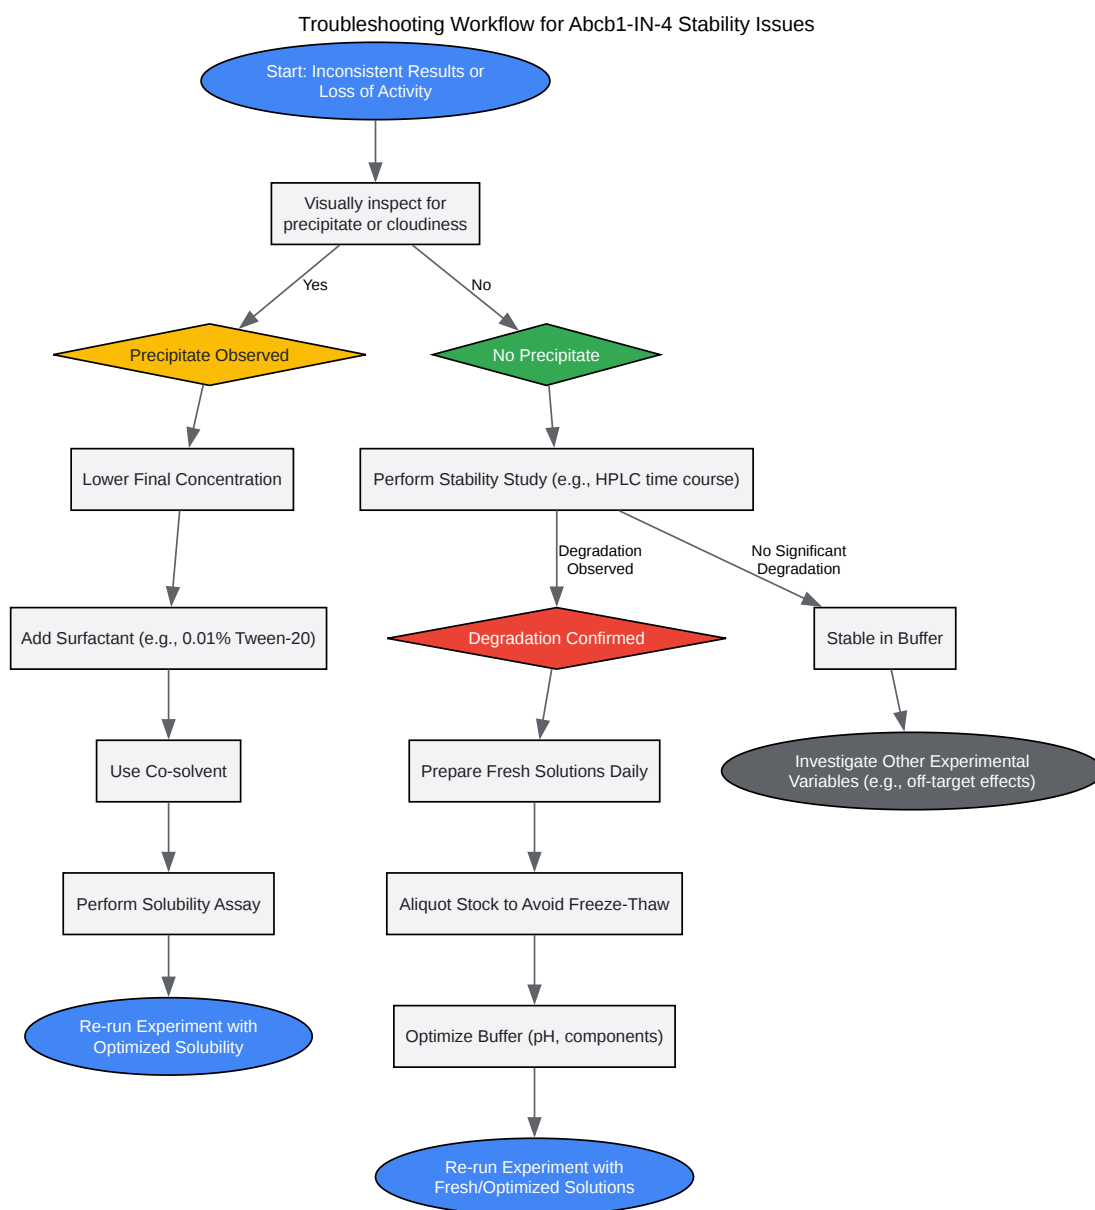 Troubleshooting Workflow for Abcb1-IN-4 Stability Issues
Start: Inconsistent Results or
Loss of Activity
Visually inspect for
precipitate or cloudiness
Yes
No
Precipitate Observed
No Precipitate
Lower Final Concentration
Perform Stability Study (e.g., HPLC time course)
Degradation
Observed
No Significant
Degradation
Add Surfactant (e.g., 0.01% Tween-20)
Degradation Confirmed
Stable in Buffer
Use Co-solvent
Prepare Fresh Solutions Daily
Investigate Other Experimental
Variables (e.g., off-target effects)
Perform Solubility Assay
Aliquot Stock to Avoid Freeze-Thaw
Re-run Experiment with
Optimized Solubility
Optimize Buffer (pH, components)
Re-run Experiment with
Fresh/Optimized Solutions